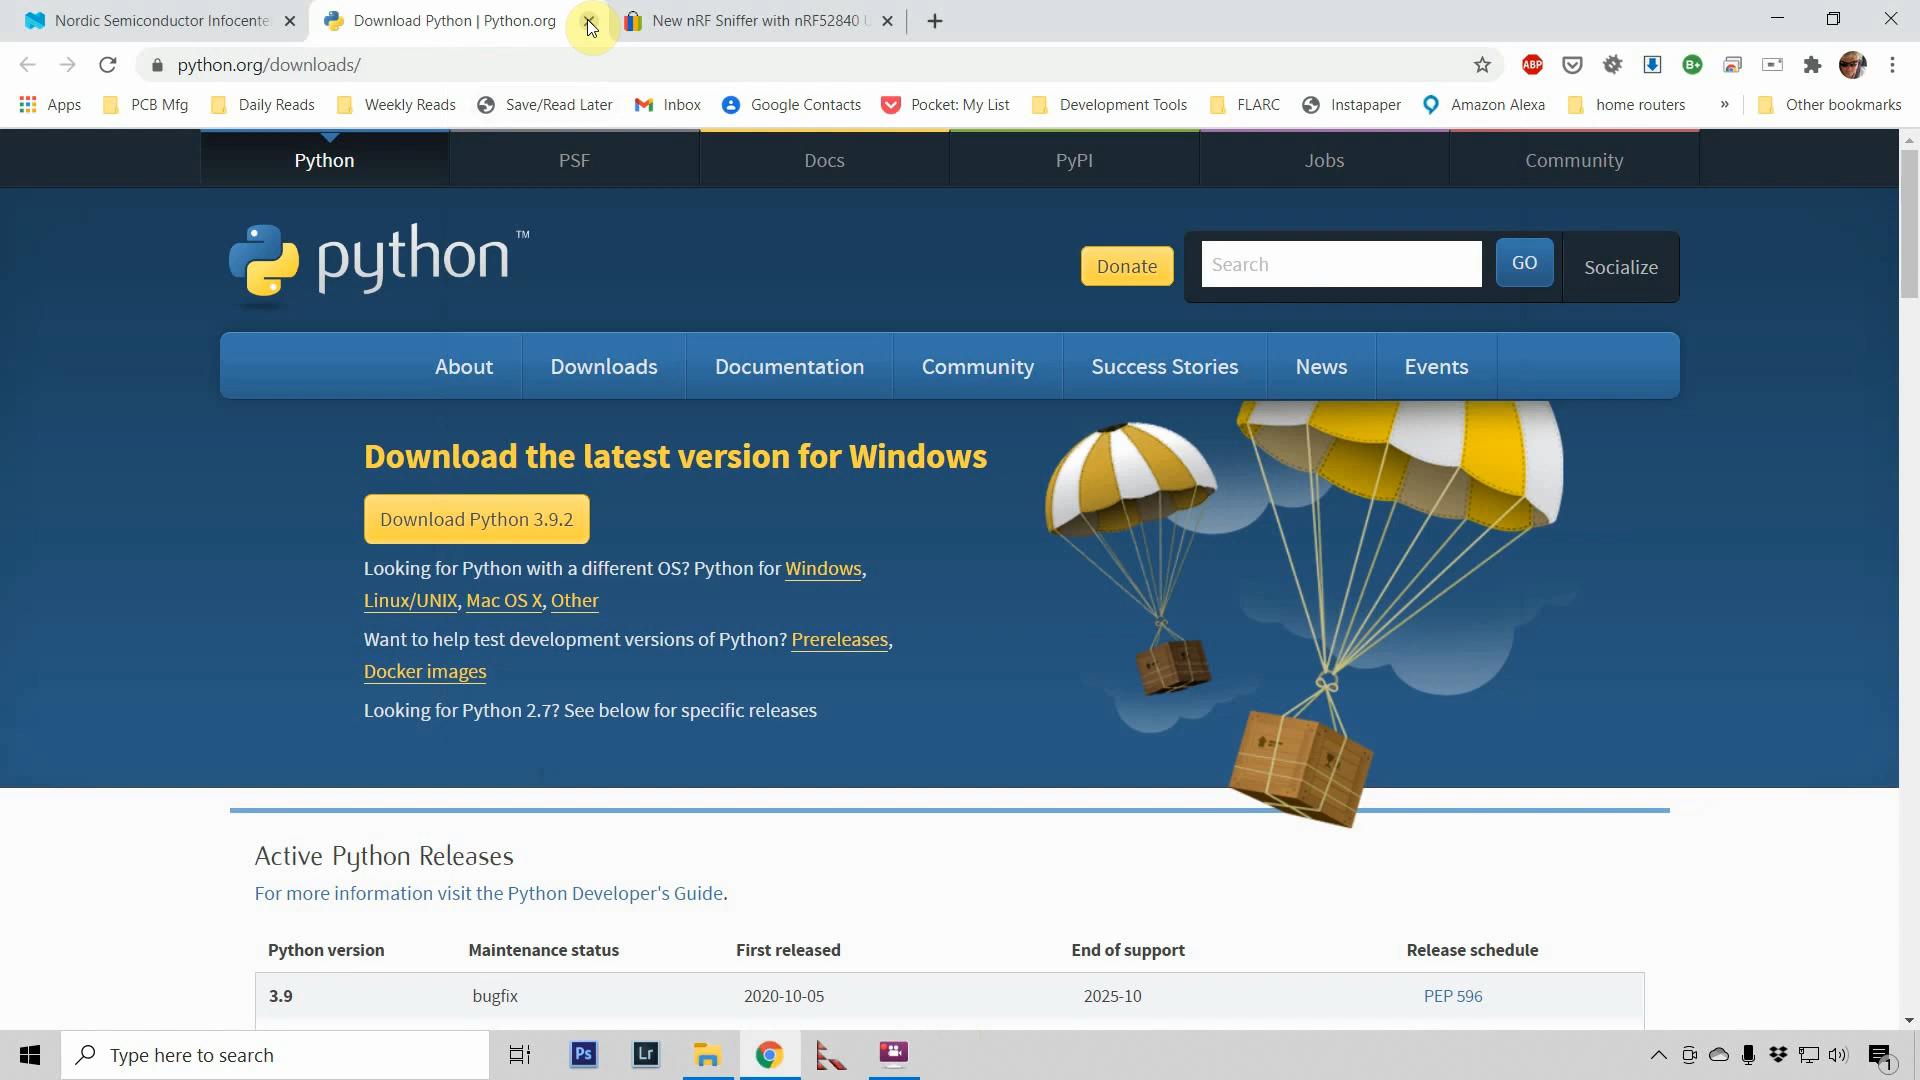 Nordic Semiconductor Infocente
Download Python | Python.org
New nRF Sniffer with nRF52840 U
python.org/downloads/
ABP
B+
Apps
PCB Mfg
Daily Reads
Weekly Reads
Save/Read Later
Inbox
Google Contacts
Pocket: My List
Development Tools
FLARC
Instapaper
Amazon Alexa
home routers
»
Other bookmarks
Python
PSF
Docs
PyPI
Jobs
Community
python™
Donate
Search
GO
Socialize
About
Downloads
Documentation
Community
Success Stories
News
Events
Download the latest version for Windows
Download Python 3.9.2
Looking for Python with a different OS? Python for Windows,
Linux/UNIX, Mac OS X, Other
Want to help test development versions of Python? Prereleases,
Docker images
Looking for Python 2.7? See below for specific releases
Active Python Releases
For more information visit the Python Developer's Guide.
Python version
Maintenance status
First released
End of support
Release schedule
3.9
bugfix
2020-10-05
2025-10
PEP 596
Type here to search
Ps
Lr
1